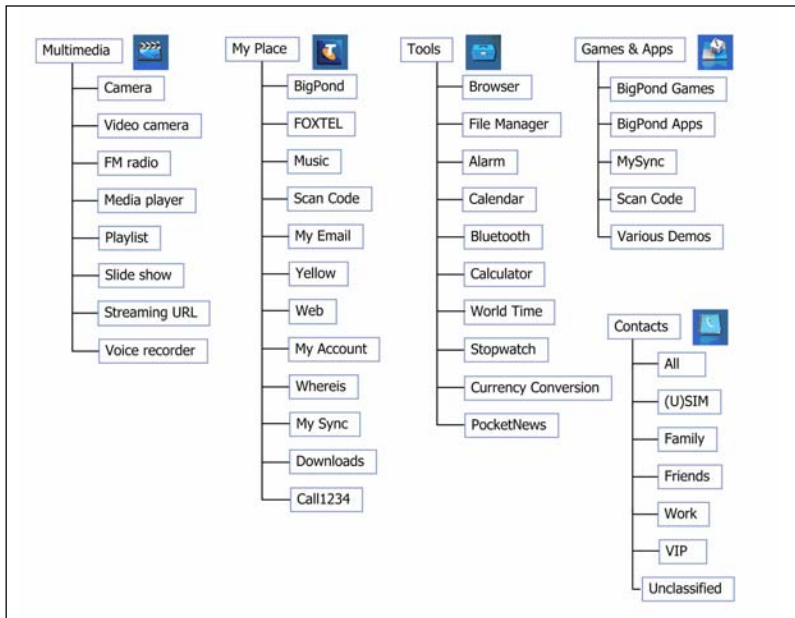 Multimedia
Camera
Video camera
FM radio
Media player
Playlist
Slide show
Streaming URL
Voice recorder
My Place
BigPond
FOXTEL
Music
Scan Code
My Email
Yellow
Web
My Account
Whereis
My Sync
Downloads
Call1234
Tools
Browser
File Manager
Alarm
Calendar
Bluetooth
Calculator
World Time
Stopwatch
Currency Conversion
PocketNews
Games & Apps
BigPond Games
BigPond Apps
MySync
Scan Code
Various Demos
Contacts
All
(U)SIM
Family
Friends
Work
VIP
Unclassified